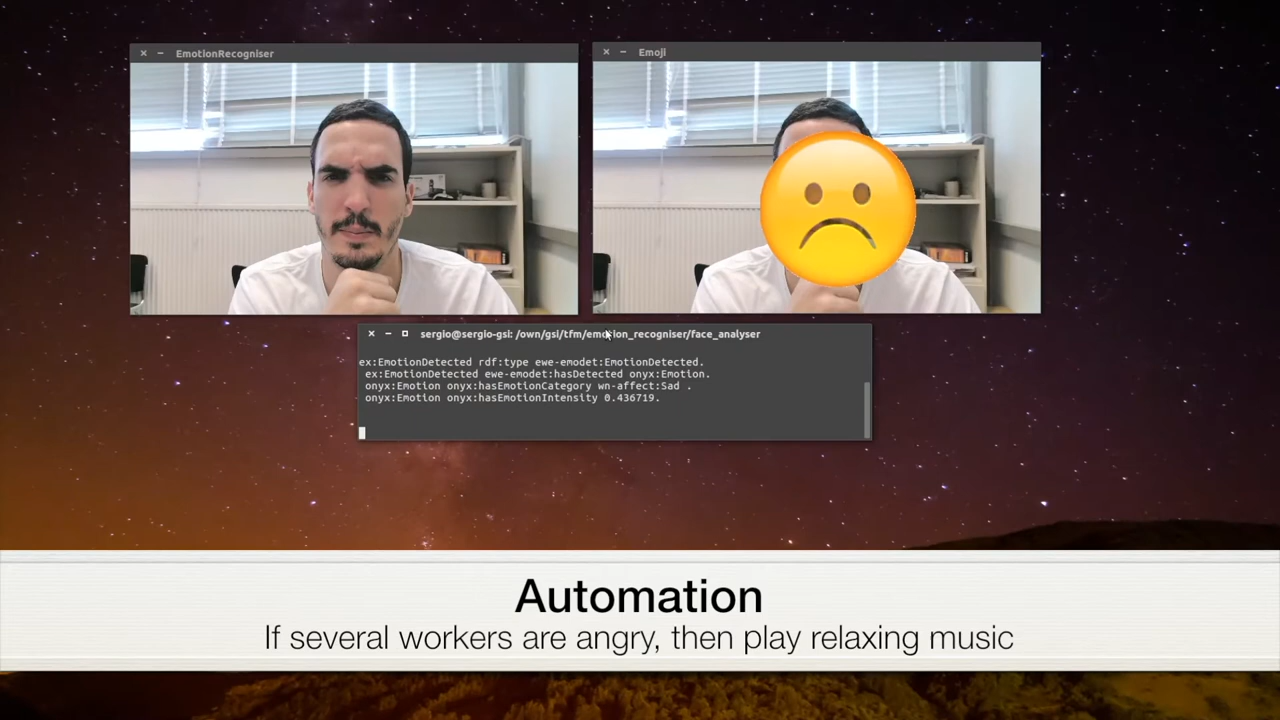 EmotionRecogniser
Emoji
sergio@sergio-gsi: /own/gsi/tfm/emotion_recogniser/face_analyser
ex:EmotionDetected rdf:type ewe-emodet:EmotionDetected.
ex:EmotionDetected ewe-emodet:hasDetected onyx:Emotion.
onyx:Emotion onyx:hasEmotionCategory wn-affect:Sad .
onyx:Emotion onyx:hasEmotionIntensity 0.436719.
Automation
If several workers are angry, then play relaxing music